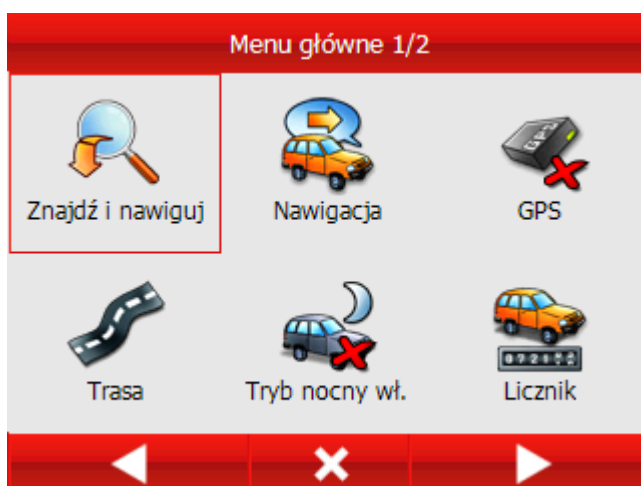 Menu główne 1/2
Znajdź i nawiguj
Nawigacja
GPS
Trasa
Tryb nocny wł.
Licznik